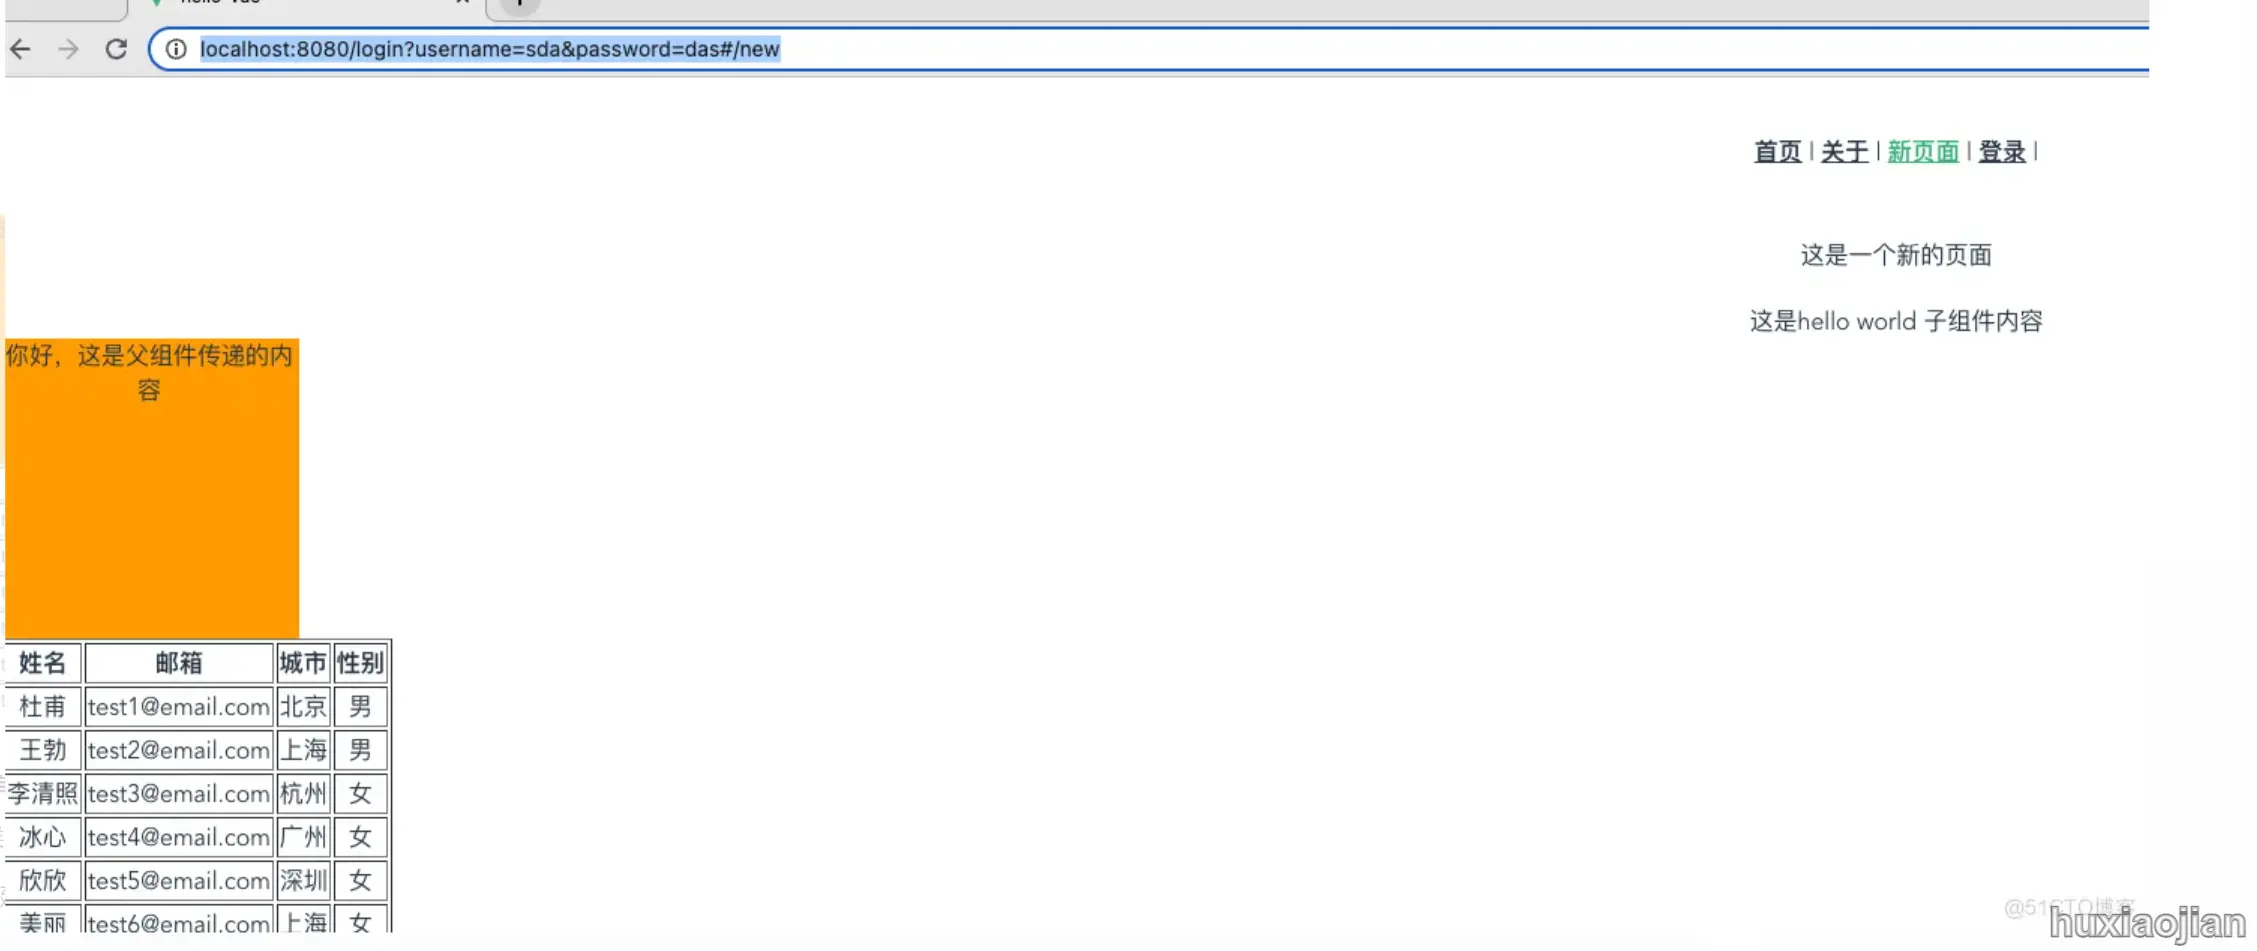 localhost:8080/login?username=sda&password=das#/new
首页 | 关于 | 新页面 | 登录 |
这是一个新的页面
这是hello world 子组件内容
你好，这是父组件传递的内
容
姓名 邮箱 城市 性别
杜甫 test1@email.com 北京 男
王勃 test2@email.com 上海 男
李清照 test3@email.com 杭州 女
冰心 test4@email.com 广州 女
欣欣 test5@email.com 深圳 女
美丽 test6@email.com 上海 女
@51CTO博客
huxiaojian